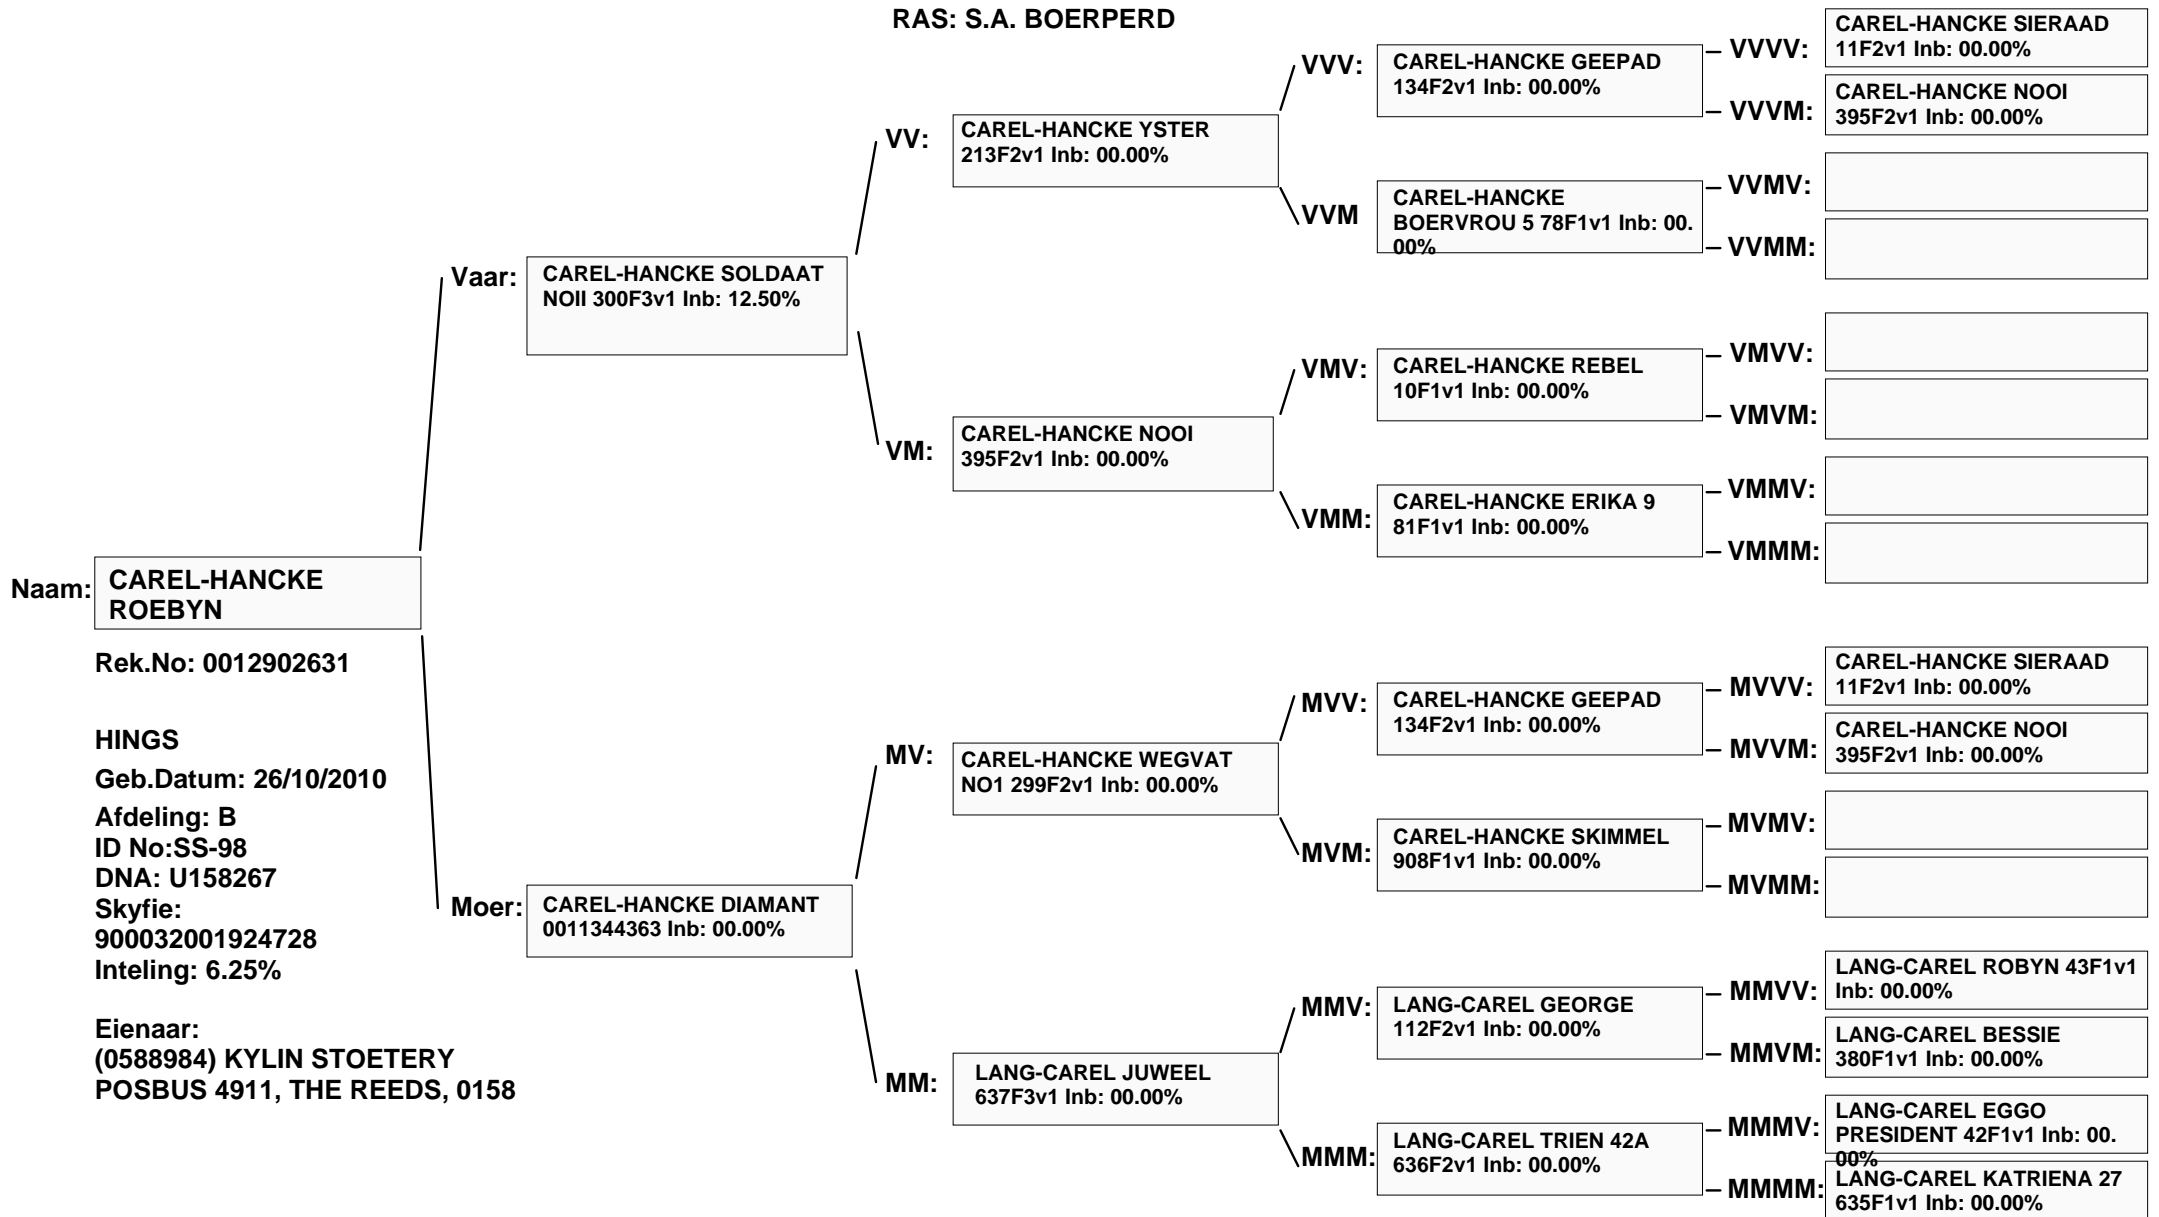 RAS: S.A. BOERPERD
Naam:
CAREL-HANCKE
ROEBYN
Rek.No: 0012902631
HINGS
Geb.Datum: 26/10/2010
Afdeling: B
ID No:SS-98
DNA: U158267
Skyfie:
900032001924728
Inteling: 6.25%
Eienaar:
(0588984) KYLIN STOETERY
POSBUS 4911, THE REEDS, 0158
Vaar:
CAREL-HANCKE SOLDAAT
NOII 300F3v1 Inb: 12.50%
Moer:
CAREL-HANCKE DIAMANT
0011344363 Inb: 00.00%
VV:
CAREL-HANCKE YSTER
213F2v1 Inb: 00.00%
VM:
CAREL-HANCKE NOOI
395F2v1 Inb: 00.00%
MV:
CAREL-HANCKE WEGVAT
NO1 299F2v1 Inb: 00.00%
MM:
LANG-CAREL JUWEEL
637F3v1 Inb: 00.00%
VVV:
CAREL-HANCKE GEEPAD
134F2v1 Inb: 00.00%
VVM
CAREL-HANCKE
BOERVROU 5 78F1v1 Inb: 00.
00%
VMV:
CAREL-HANCKE REBEL
10F1v1 Inb: 00.00%
VMM:
CAREL-HANCKE ERIKA 9
81F1v1 Inb: 00.00%
MVV:
CAREL-HANCKE GEEPAD
134F2v1 Inb: 00.00%
MVM:
CAREL-HANCKE SKIMMEL
908F1v1 Inb: 00.00%
MMV:
LANG-CAREL GEORGE
112F2v1 Inb: 00.00%
MMM:
LANG-CAREL TRIEN 42A
636F2v1 Inb: 00.00%
VVVV:
CAREL-HANCKE SIERAAD
11F2v1 Inb: 00.00%
VVVM:
CAREL-HANCKE NOOI
395F2v1 Inb: 00.00%
VVMV:
VVMM:
VMVV:
VMVM:
VMMV:
VMMM:
MVVV:
CAREL-HANCKE SIERAAD
11F2v1 Inb: 00.00%
MVVM:
CAREL-HANCKE NOOI
395F2v1 Inb: 00.00%
MVMV:
MVMM:
MMVV:
LANG-CAREL ROBYN 43F1v1
Inb: 00.00%
MMVM:
LANG-CAREL BESSIE
380F1v1 Inb: 00.00%
MMMV:
LANG-CAREL EGGO
PRESIDENT 42F1v1 Inb: 00.
00%
MMMM:
LANG-CAREL KATRIENA 27
635F1v1 Inb: 00.00%